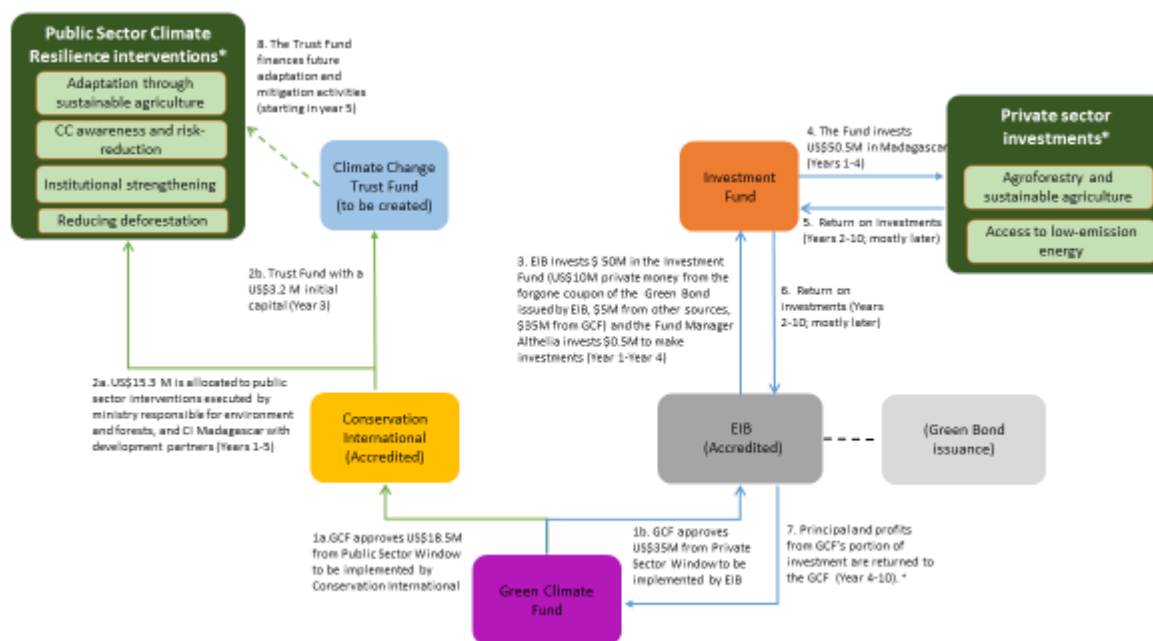 Public Sector Climate
Resilience interventions*
Adaptation through
sustainable agriculture
CC awareness and risk-
reduction
Institutional strengthening
Reducing deforestation
8. The Trust Fund
finances future
adaptation and
mitigation activities
(starting in year 5)
Climate Change
Trust Fund
(to be created)
Investment
Fund
4. The Fund invests
US$50.5M in Madagascar
(Years 1-4)
5. Return on investments
(Years 2-10; mostly later)
Private sector
investments*
Agroforestry and
sustainable agriculture
Access to low-emission
energy
2b. Trust Fund with a
US$3.2 M initial
capital (Year 3)
3. EIB Invests $ 50M in the Investment
Fund (US$10M private money from the
forgone coupon of the Green Bond
issued by EIB, $5M from other sources,
$35M from GCF) and the Fund Manager
Althelia invests $0.5M to make
investments (Year 1-Year 4)
6. Return on
investments (Years
2-10; mostly later)
2a. US$15.3 M is allocated to public
sector interventions executed by
ministry responsible for environment
and forests, and CI Madagascar with
development partners (Years 1-5)
Conservation
International
(Accredited)
EIB
(Accredited)
(Green Bond
issuance)
1a.GCF approves US$18.5M
from Public Sector Window
to be implemented by
Conservation International
1b. GCF approves
US$35M from Private
Sector Window to be
implemented by EIB
7. Principal and profits
from GCF's portion of
investment are returned to
the GCF (Year 4-10).
Green Climate
Fund